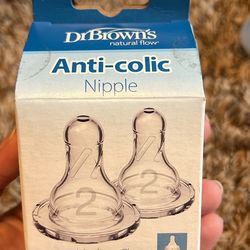 DR BROWN'S
natural flow®
Anti-colic
Nipple
2
2